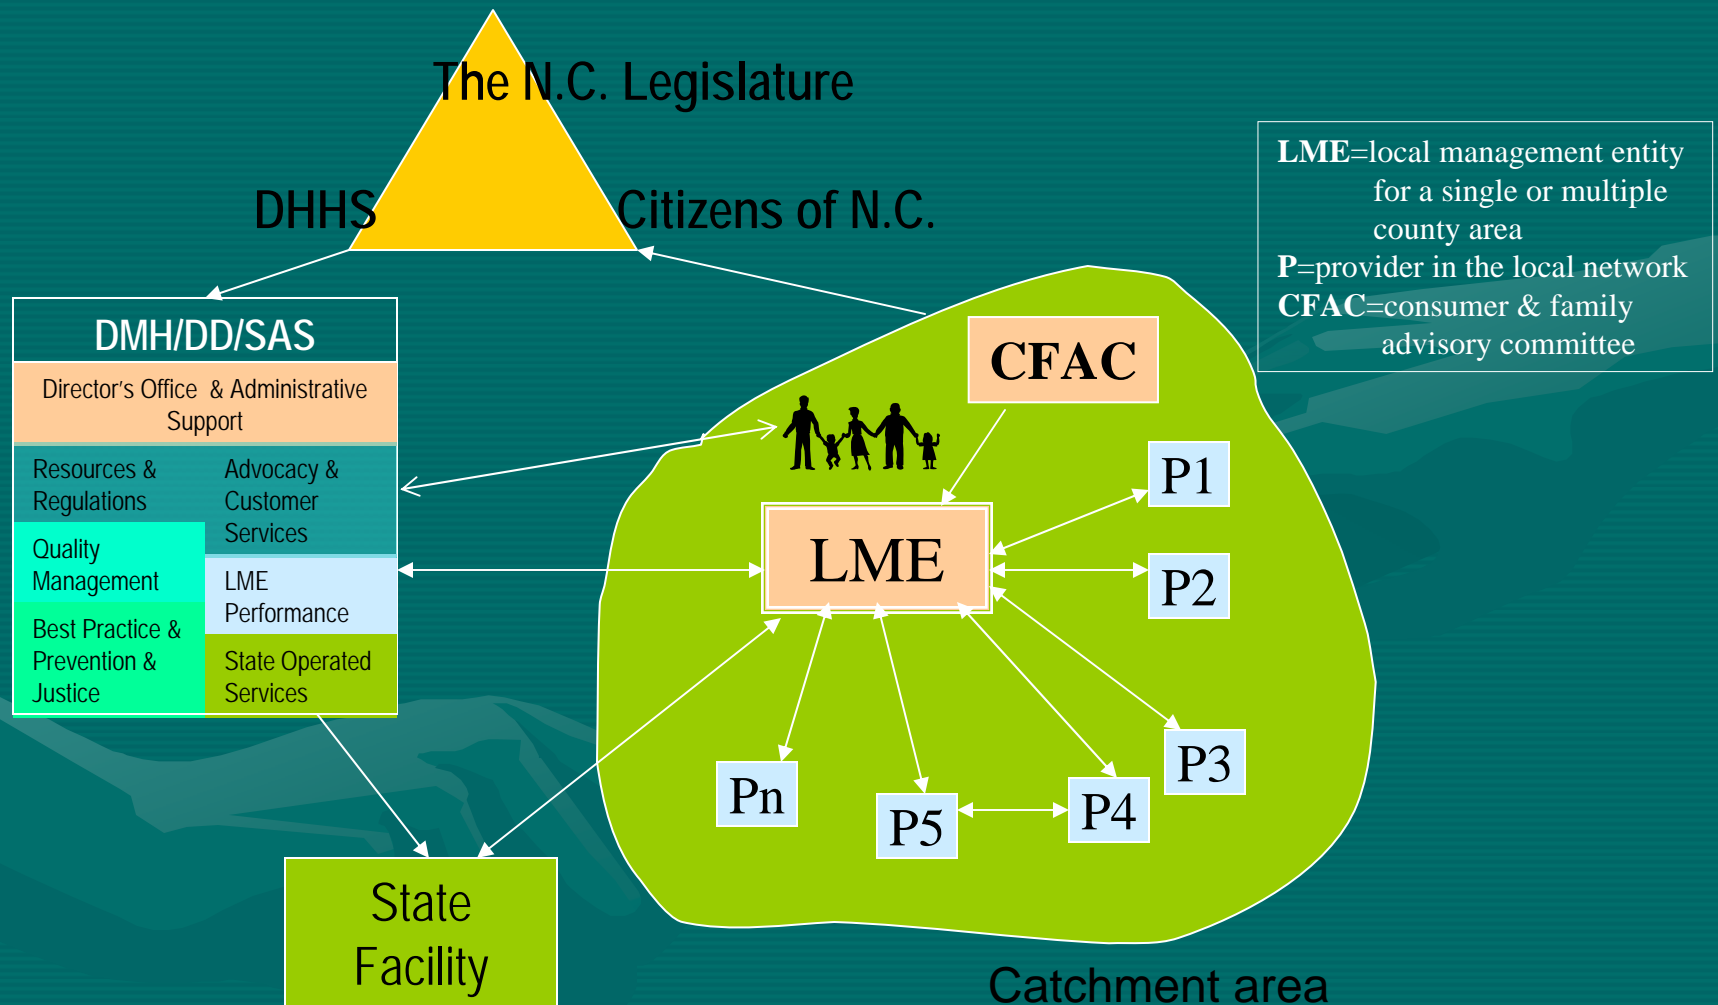 The N.C. Legislature
DHHS
Citizens of N.C.
LME=local management entity
for a single or multiple
county area
P=provider in the local network
CFAC=consumer & family
advisory committee
DMH/DD/SAS
Director's Office & Administrative
Support
Resources &
Regulations
Advocacy &
Customer
Services
Quality
Management
LME
Performance
Best Practice &
Prevention &
Justice
State Operated
Services
CFAC
LME
P1
P2
P3
P4
P5
Pn
State
Facility
Catchment area